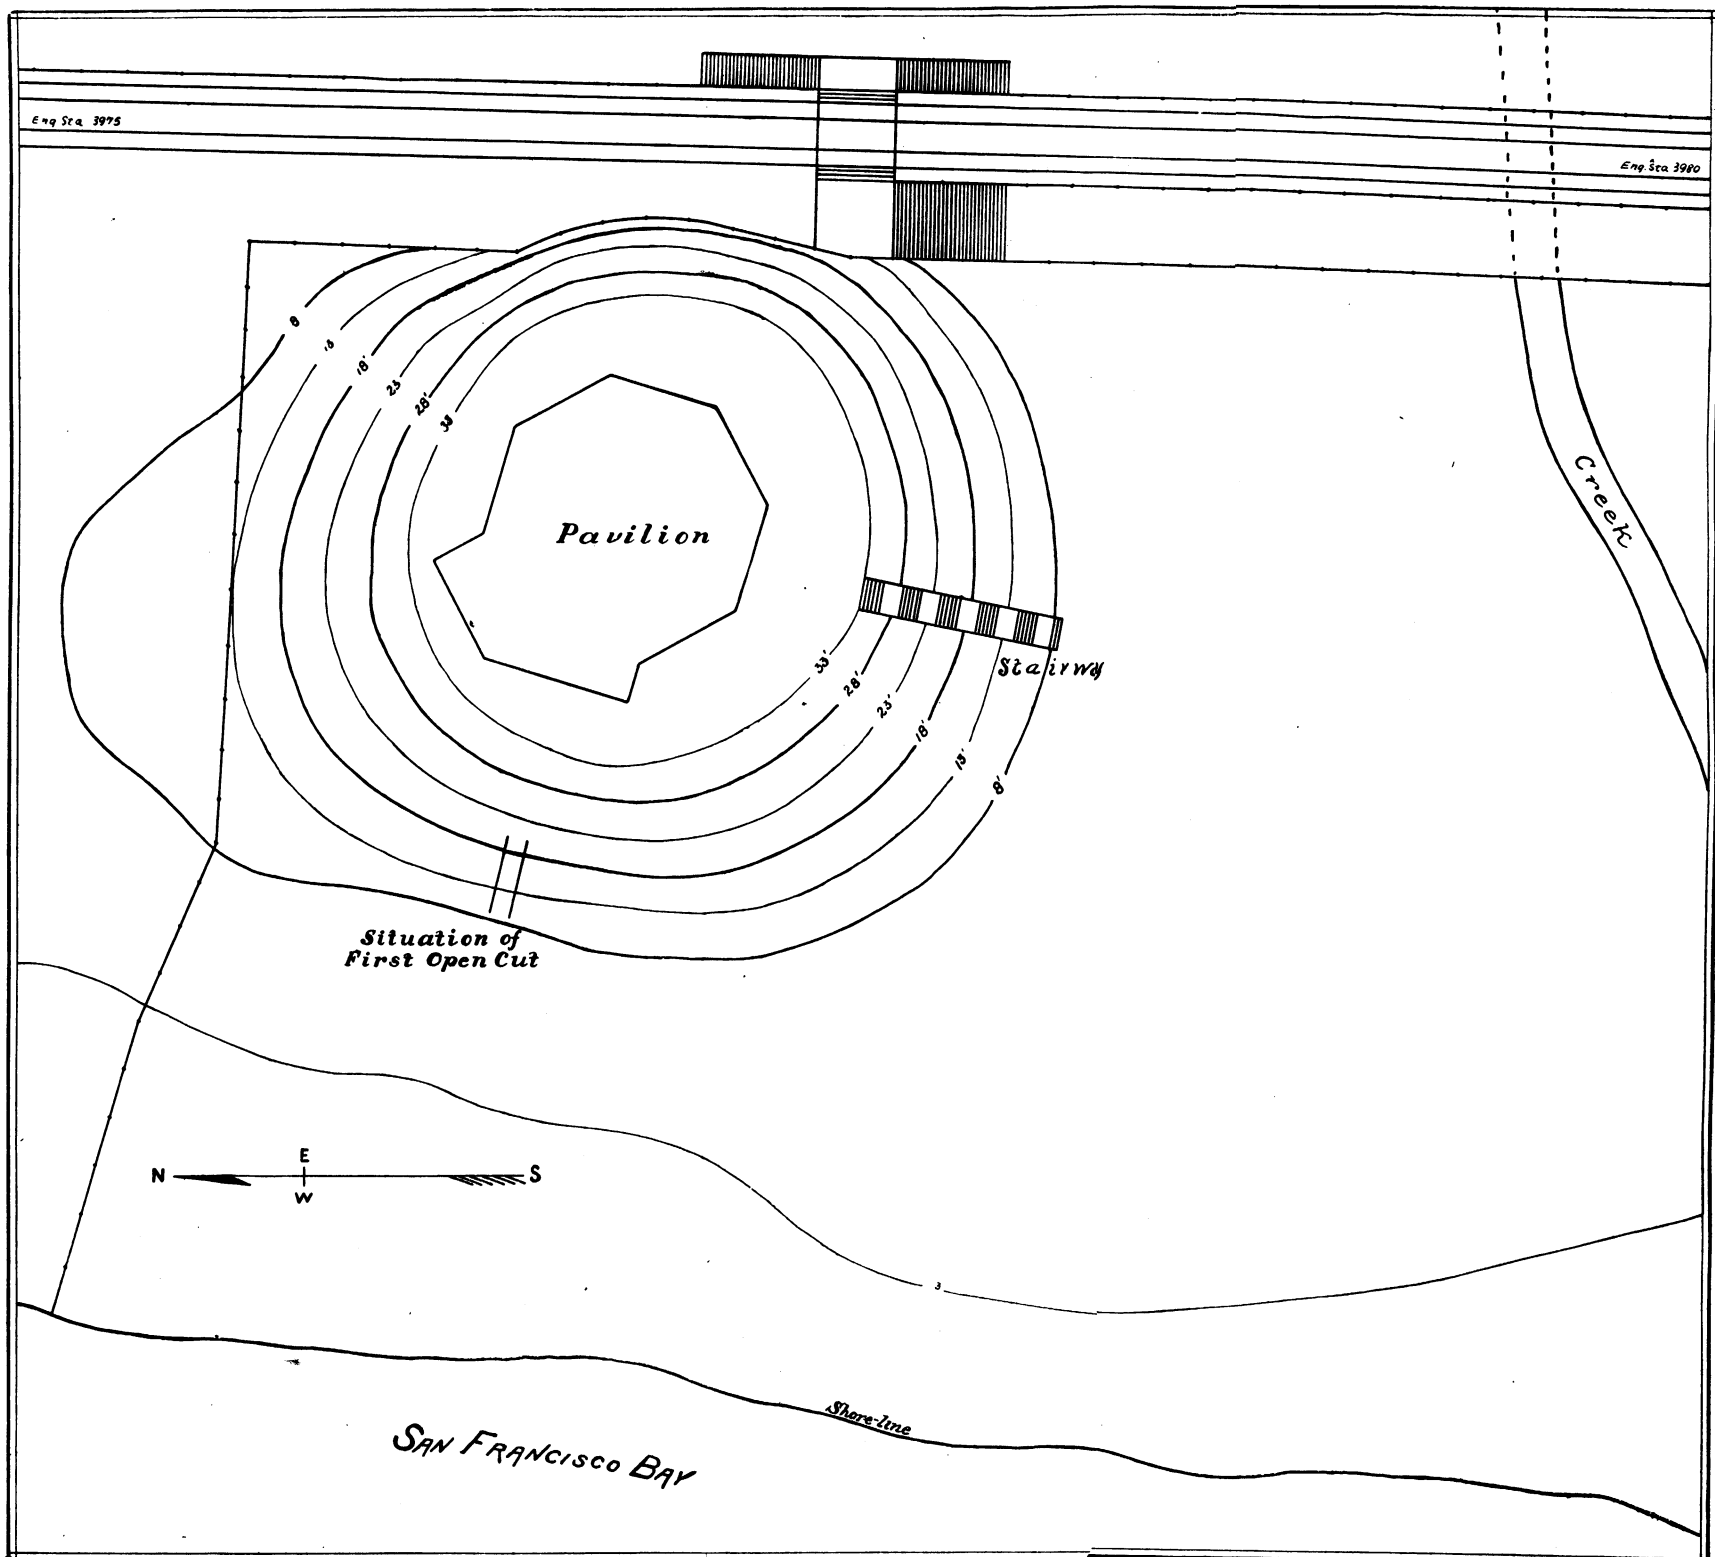 Eng Sta 3975
Eng. Sta 3980
8
13
18'
23
28'
33
Creek
Pavilion
Stairway
33'
28'
23'
18'
13'
8'
Situation of
First Open Cut
E
N
S
W
3
Shore-line
SAN FRANCISCO BAY